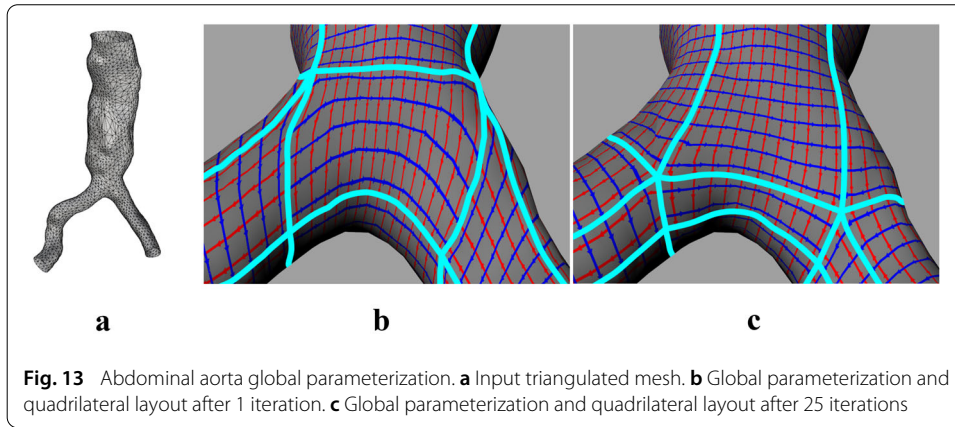 a
b
c
Fig. 13 Abdominal aorta global parameterization. a Input triangulated mesh. b Global parameterization and
quadrilateral layout after 1 iteration. c Global parameterization and quadrilateral layout after 25 iterations